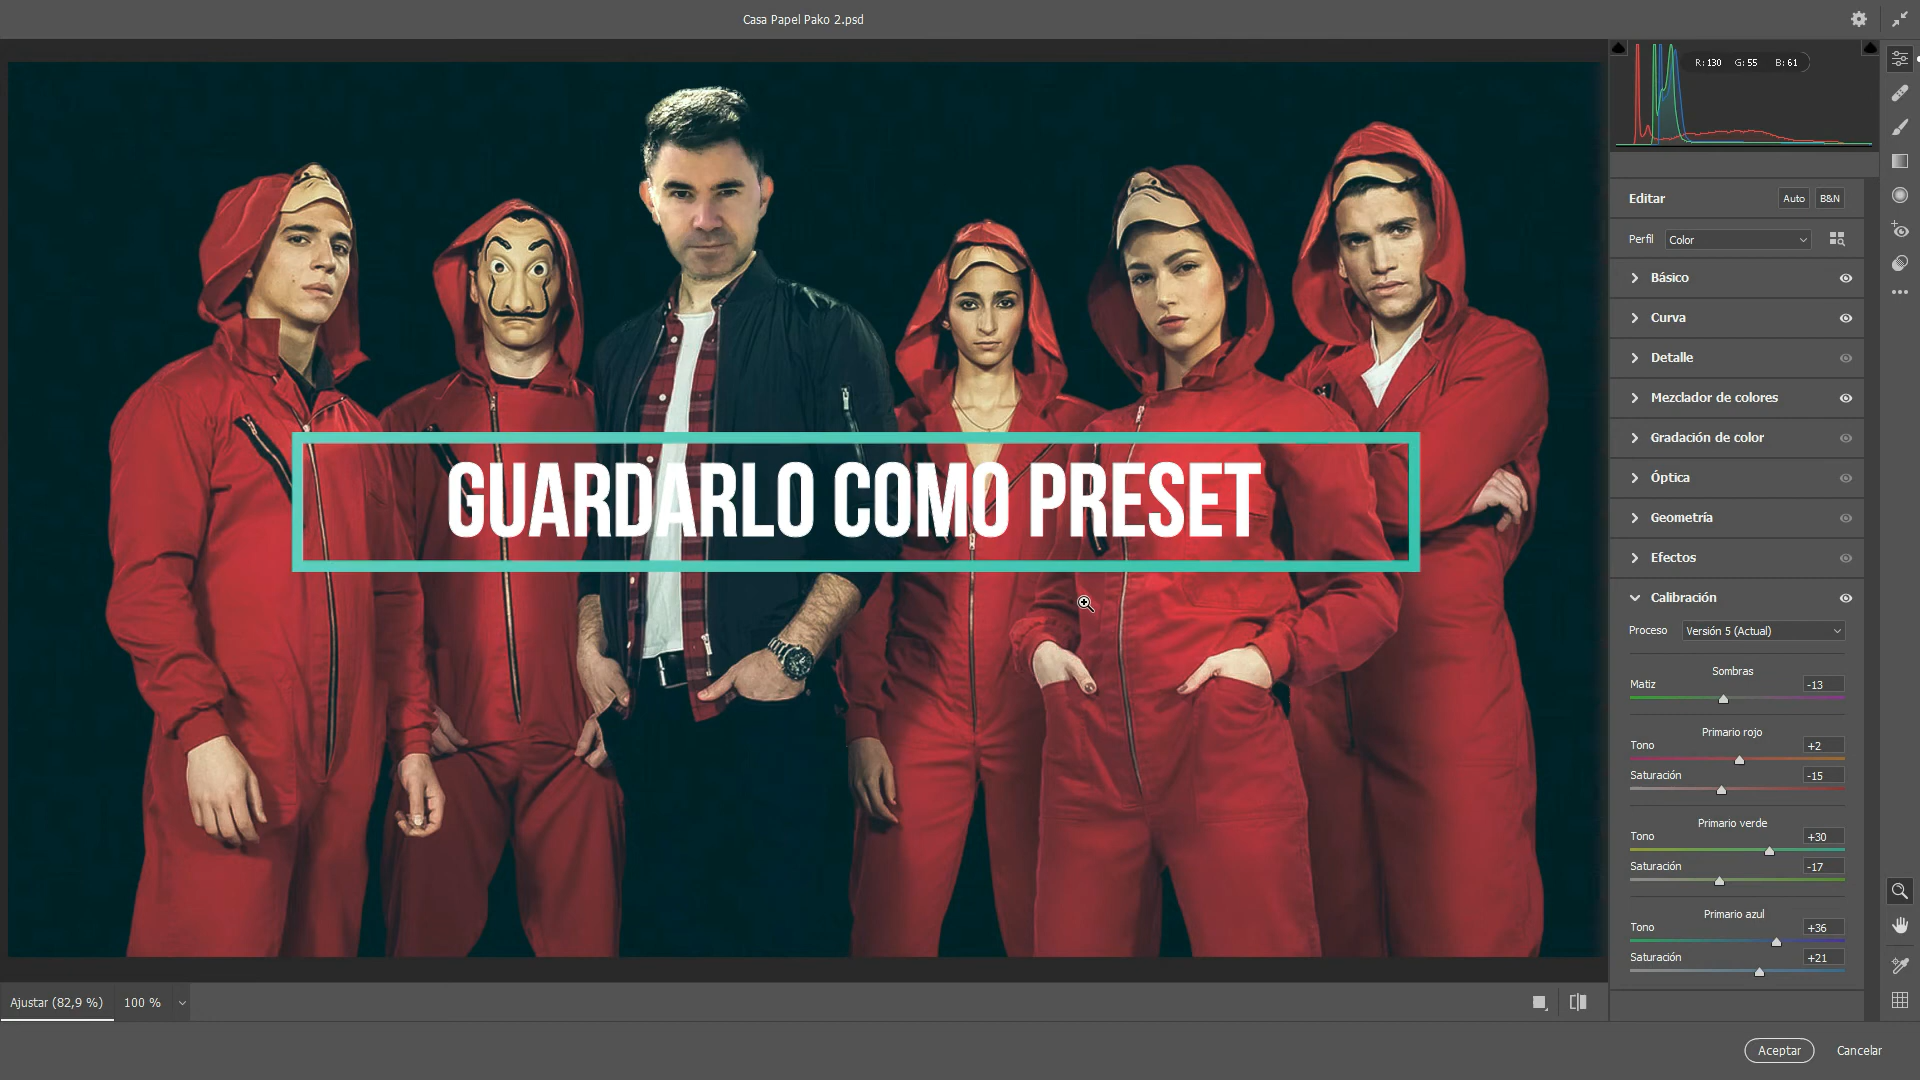 Casa Papel Pako 2.psd
R: 130 G: 55 B: 61
Editar
Auto
B&N
Perfil
Color
Básico
Curva
Detalle
Mezclador de colores
Gradación de color
Óptica
Geometría
Efectos
GUARDARLO COMO PRESET
Calibración
Proceso
Versión 5 (Actual)
Sombras
Matiz
-13
Primario rojo
Tono
+2
Saturación
-15
Primario verde
Tono
+30
Saturación
-17
Primario azul
Tono
+36
Saturación
+21
Ajustar (82,9 %)
100 %
Aceptar
Cancelar